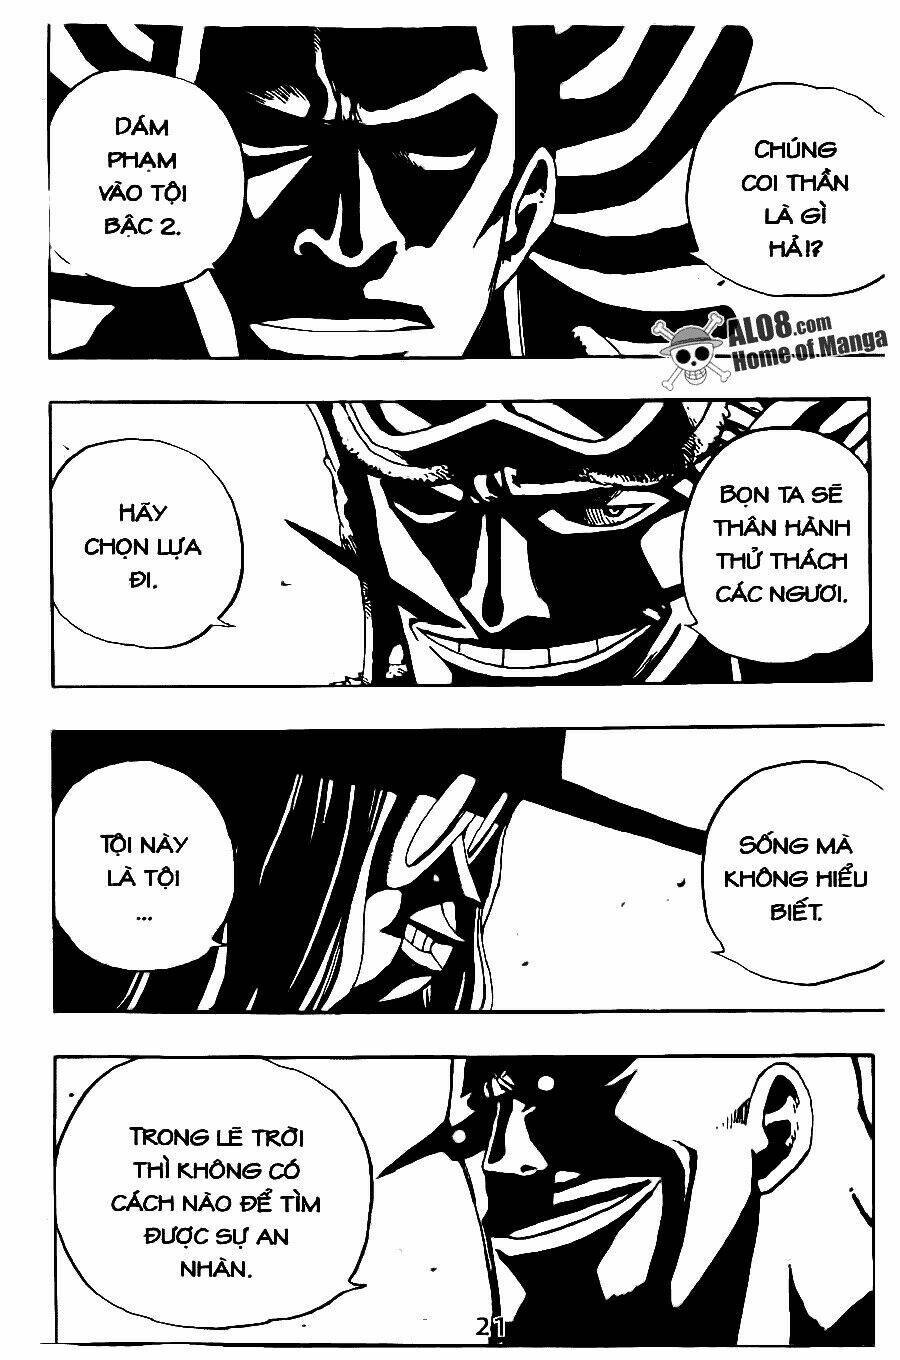 CHÚNG
COI THẦN
LÀ GÌ
HẢ!?
DÁM
PHẠM
VÀO TỘI
BẬC 2.
AL08.com
Home of Manga
BỌN TA SẼ
THÂN HÀNH
THỬ THÁCH
CÁC NGƯƠI.
HÃY
CHỌN LỰA
ĐI.
SỐNG MÀ
KHÔNG HIỂU
BIẾT.
TỘI NÀY
LÀ TỘI
...
TRONG LẼ TRỜI
THÌ KHÔNG CÓ
CÁCH NÀO ĐỂ TÌM
ĐƯỢC SỰ AN
NHÀN.
21